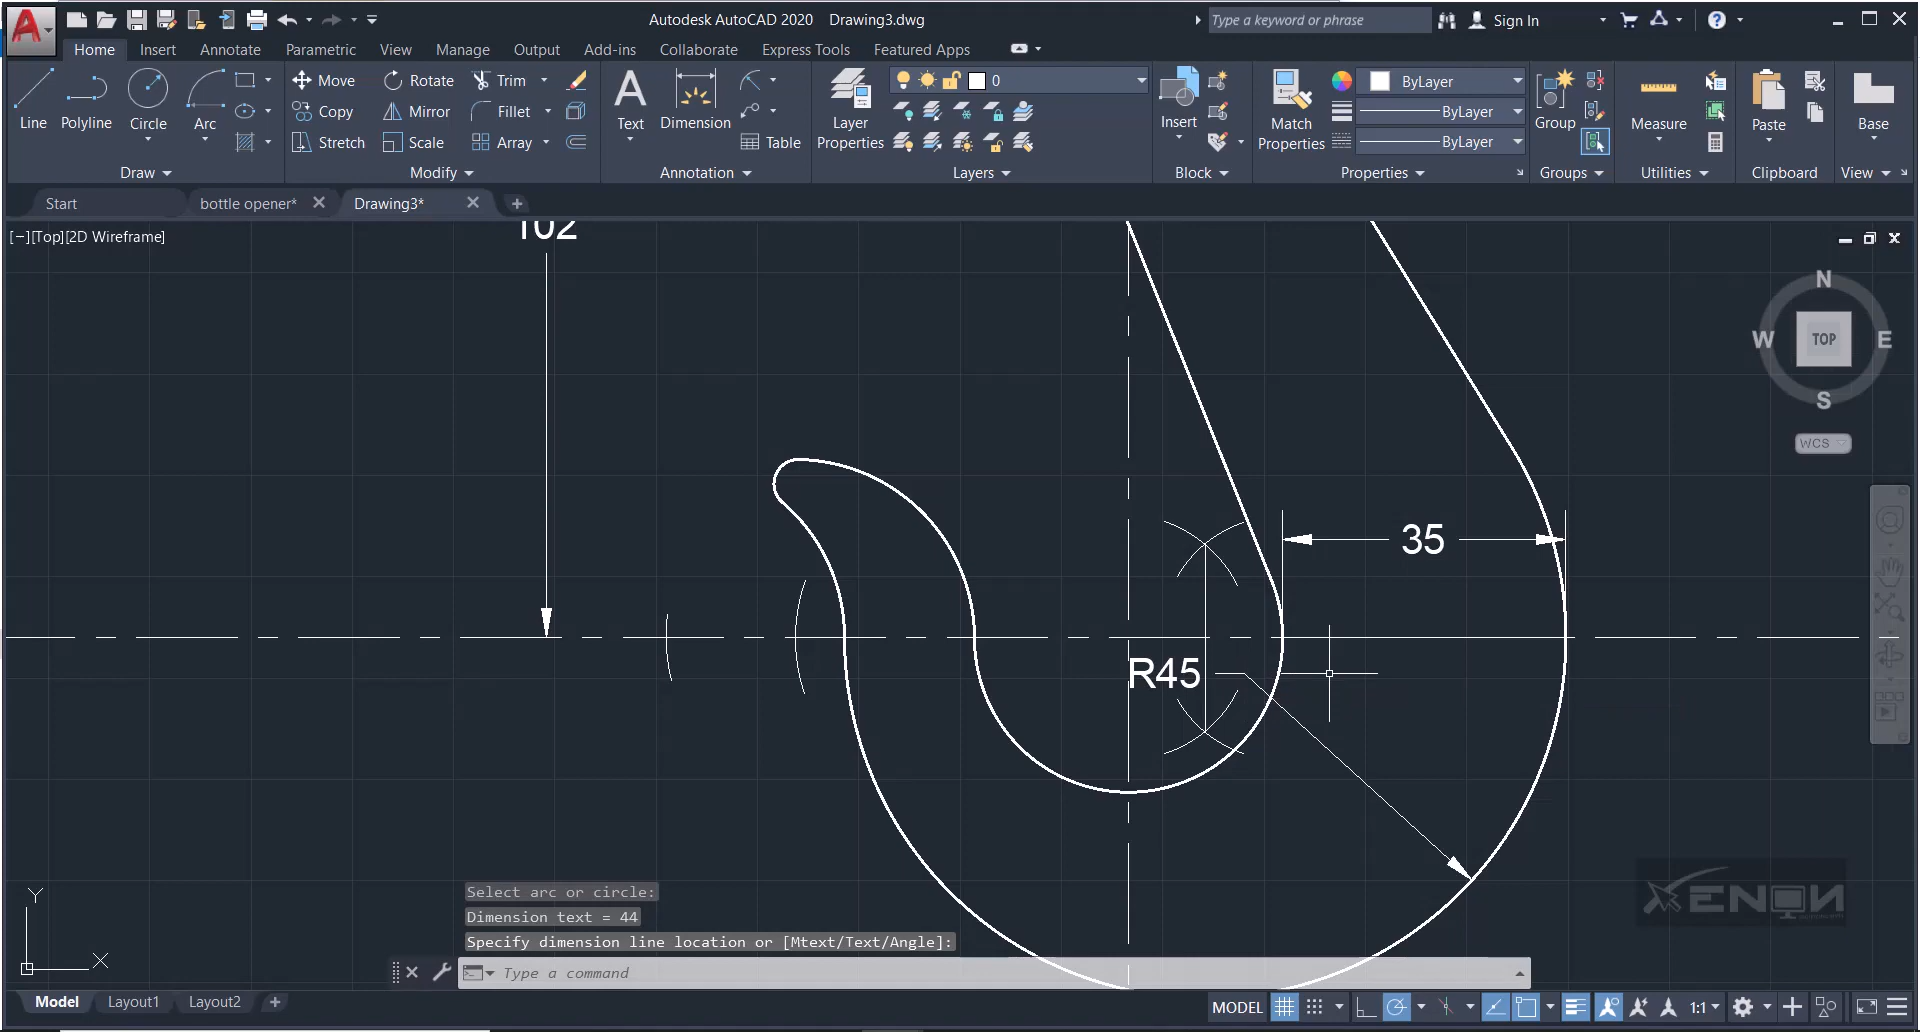 Autodesk AutoCAD 2020 Drawing3.dwg
Type a keyword or phrase
Sign In
Home Insert Annotate Parametric View Manage Output Add-ins Collaborate Express Tools Featured Apps
Line Polyline Circle Arc
Move Rotate Trim
Copy Mirror Fillet
Stretch Scale Array
Text Dimension Table
Layer Properties
0
Insert
Match Properties
ByLayer
ByLayer
ByLayer
Group
Measure
Paste
Base
Draw Modify Annotation Layers Block Properties Groups Utilities Clipboard View
Start bottle opener* Drawing3*
[−][Top][2D Wireframe]
102
N
W TOP E
S
WCS
35
R45
Y
X
XENON
Select arc or circle:
Dimension text = 44
Specify dimension line location or [Mtext/Text/Angle]:
Type a command
Model Layout1 Layout2
MODEL 1:1